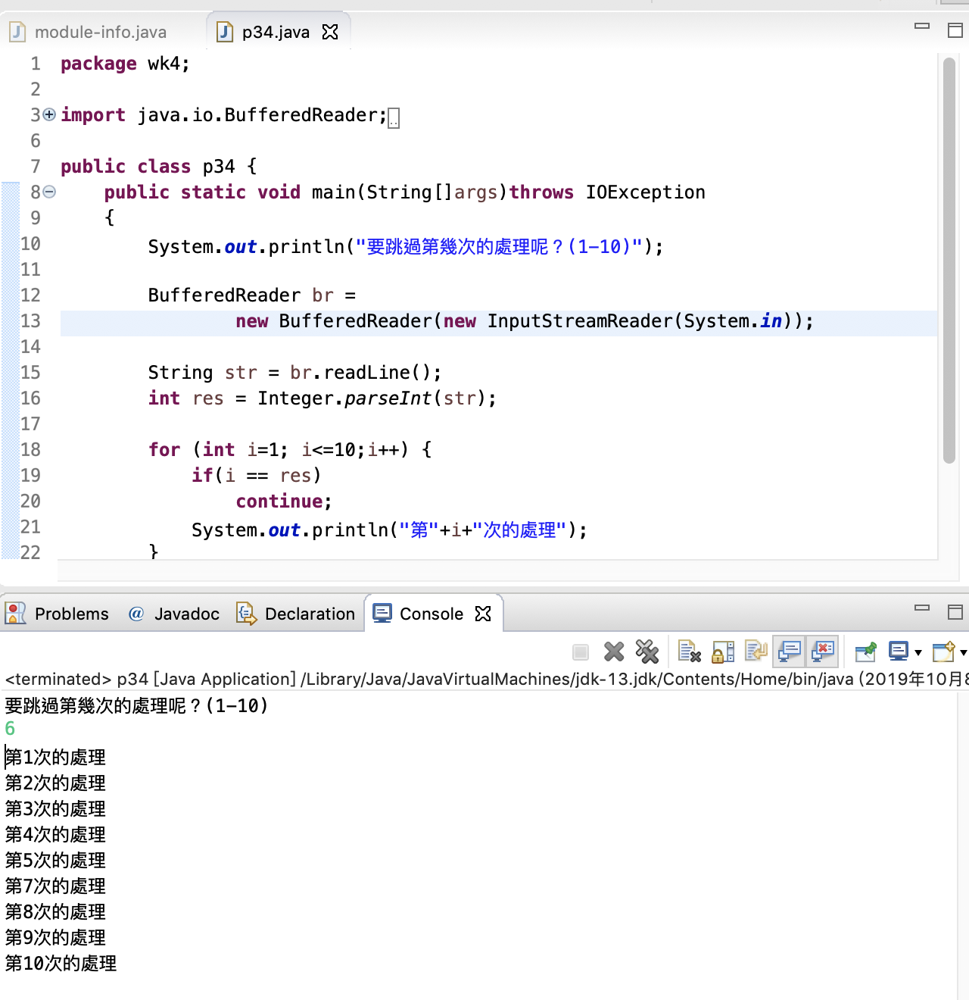 module-info.java p34.java
1 package wk4;
2
3 import java.io.BufferedReader;
6
7 public class p34 {
8 public static void main(String[]args)throws IOException
9 {
10 System.out.println("要跳過第幾次的處理呢？(1-10)");
11
12 BufferedReader br =
13 new BufferedReader(new InputStreamReader(System.in));
14
15 String str = br.readLine();
16 int res = Integer.parseInt(str);
17
18 for (int i=1; i<=10;i++) {
19 if(i == res)
20 continue;
21 System.out.println("第"+i+"次的處理");
22 }
Problems @ Javadoc Declaration Console
<terminated> p34 [Java Application] /Library/Java/JavaVirtualMachines/jdk-13.jdk/Contents/Home/bin/java (2019年10月8
要跳過第幾次的處理呢？(1-10)
6
第1次的處理
第2次的處理
第3次的處理
第4次的處理
第5次的處理
第7次的處理
第8次的處理
第9次的處理
第10次的處理